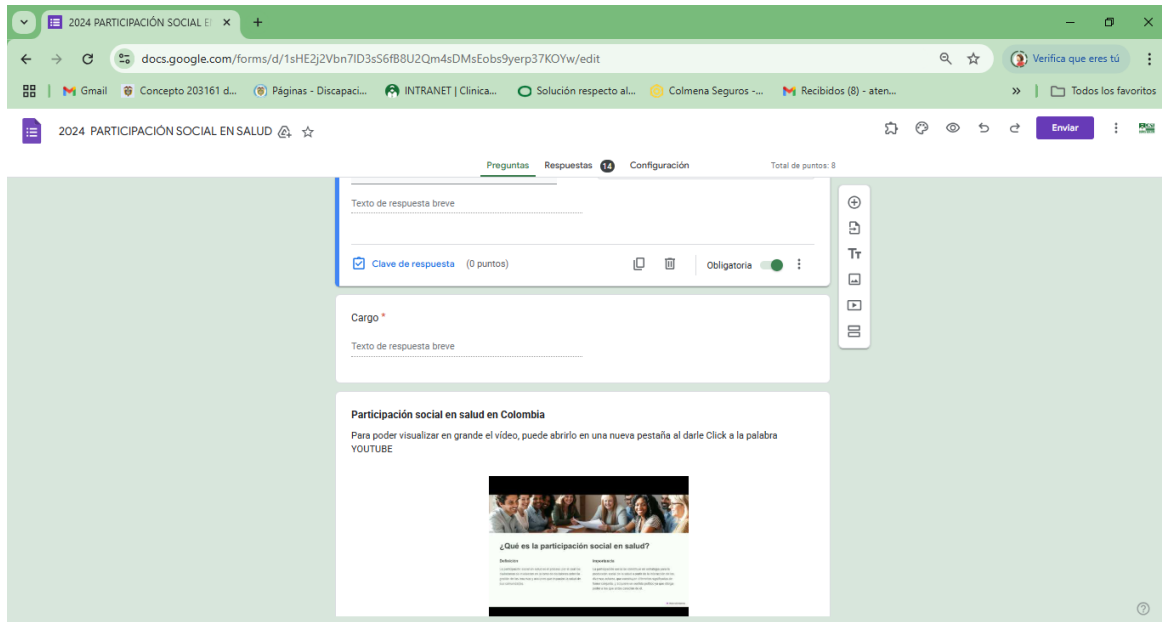 2024 PARTICIPACIÓN SOCIAL E
docs.google.com/forms/d/1sHE2j2Vbn7ID3sS6fB8U2Qm4sDMsEobs9yerp37KOYw/edit
Verifica que eres tú
Gmail
Concepto 203161 d...
Páginas - Discapaci...
INTRANET | Clinica...
Solución respecto al...
Colmena Seguros -...
Recibidos (8) - aten...
»
Todos los favoritos
2024 PARTICIPACIÓN SOCIAL EN SALUD
Enviar
Preguntas
Respuestas 14
Configuración
Total de puntos: 8
Texto de respuesta breve
Clave de respuesta (0 puntos)
Obligatoria
Tт
Cargo *
Texto de respuesta breve
Participación social en salud en Colombia
Para poder visualizar en grande el vídeo, puede abrirlo en una nueva pestaña al darle Click a la palabra
YOUTUBE
¿Qué es la participación social en salud?
Definición
Importancia